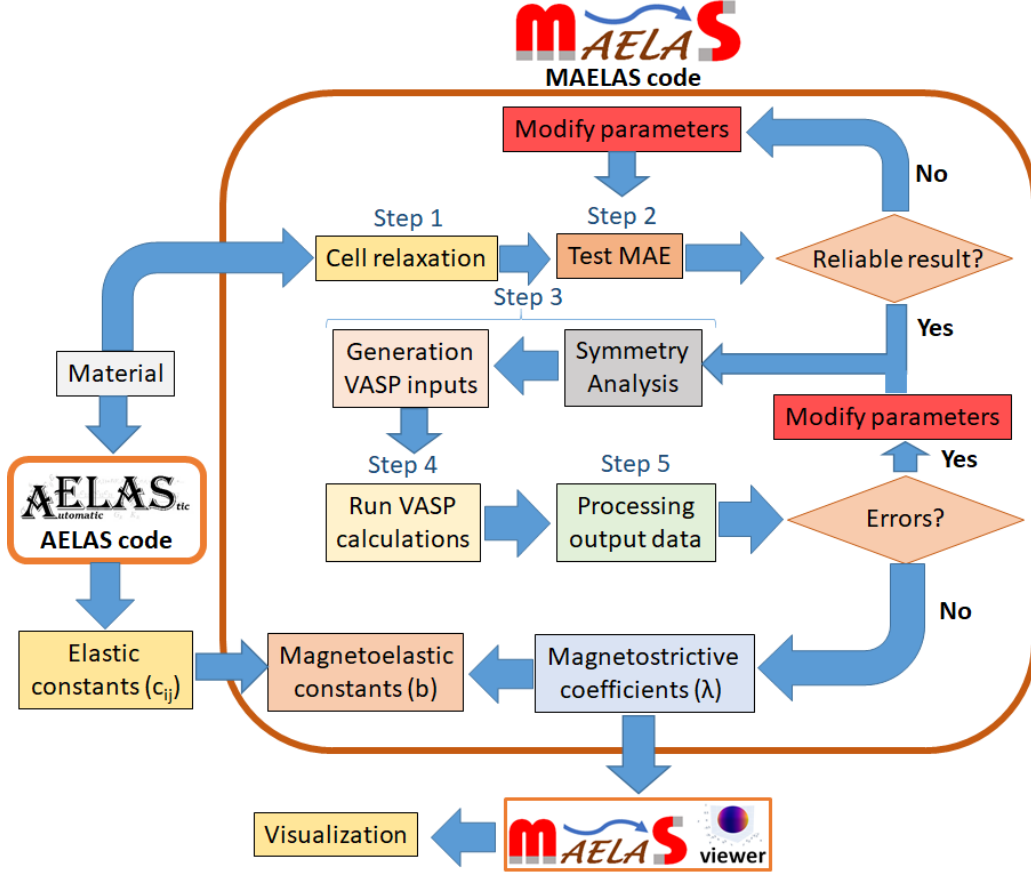 MAELAS
MAELAS code
Modify parameters
No
Step 1
Step 2
Cell relaxation
Test MAE
Reliable result?
Step 3
Yes
Generation
VASP inputs
Symmetry
Analysis
Material
Modify parameters
Step 4
Step 5
Yes
AELAS
Automatic
tic
AELAS code
Run VASP
calculations
Processing
output data
Errors?
No
Elastic
constants (cij)
Magnetoelastic
constants (b)
Magnetostrictive
coefficients (λ)
Visualization
MAELAS
viewer